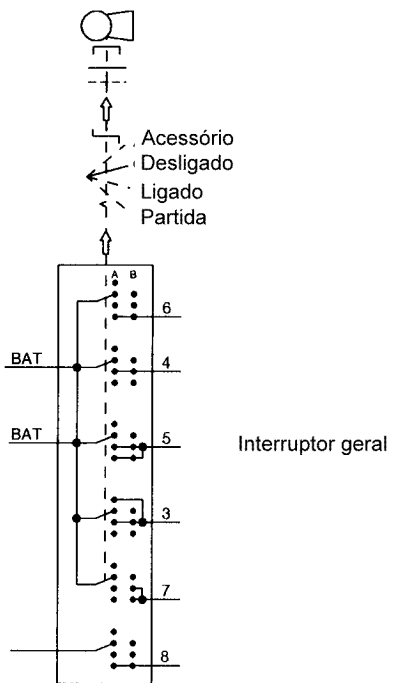 Acessório
Desligado
Ligado
Partida
A B
6
BAT 4
BAT 5
Interruptor geral
3
7
8